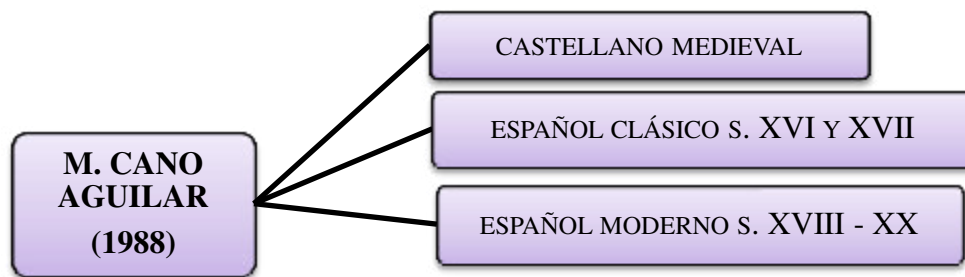 CASTELLANO MEDIEVAL
ESPAÑOL CLÁSICO S. XVI Y XVII
M. CANO
AGUILAR
(1988)
ESPAÑOL MODERNO S. XVIII - XX